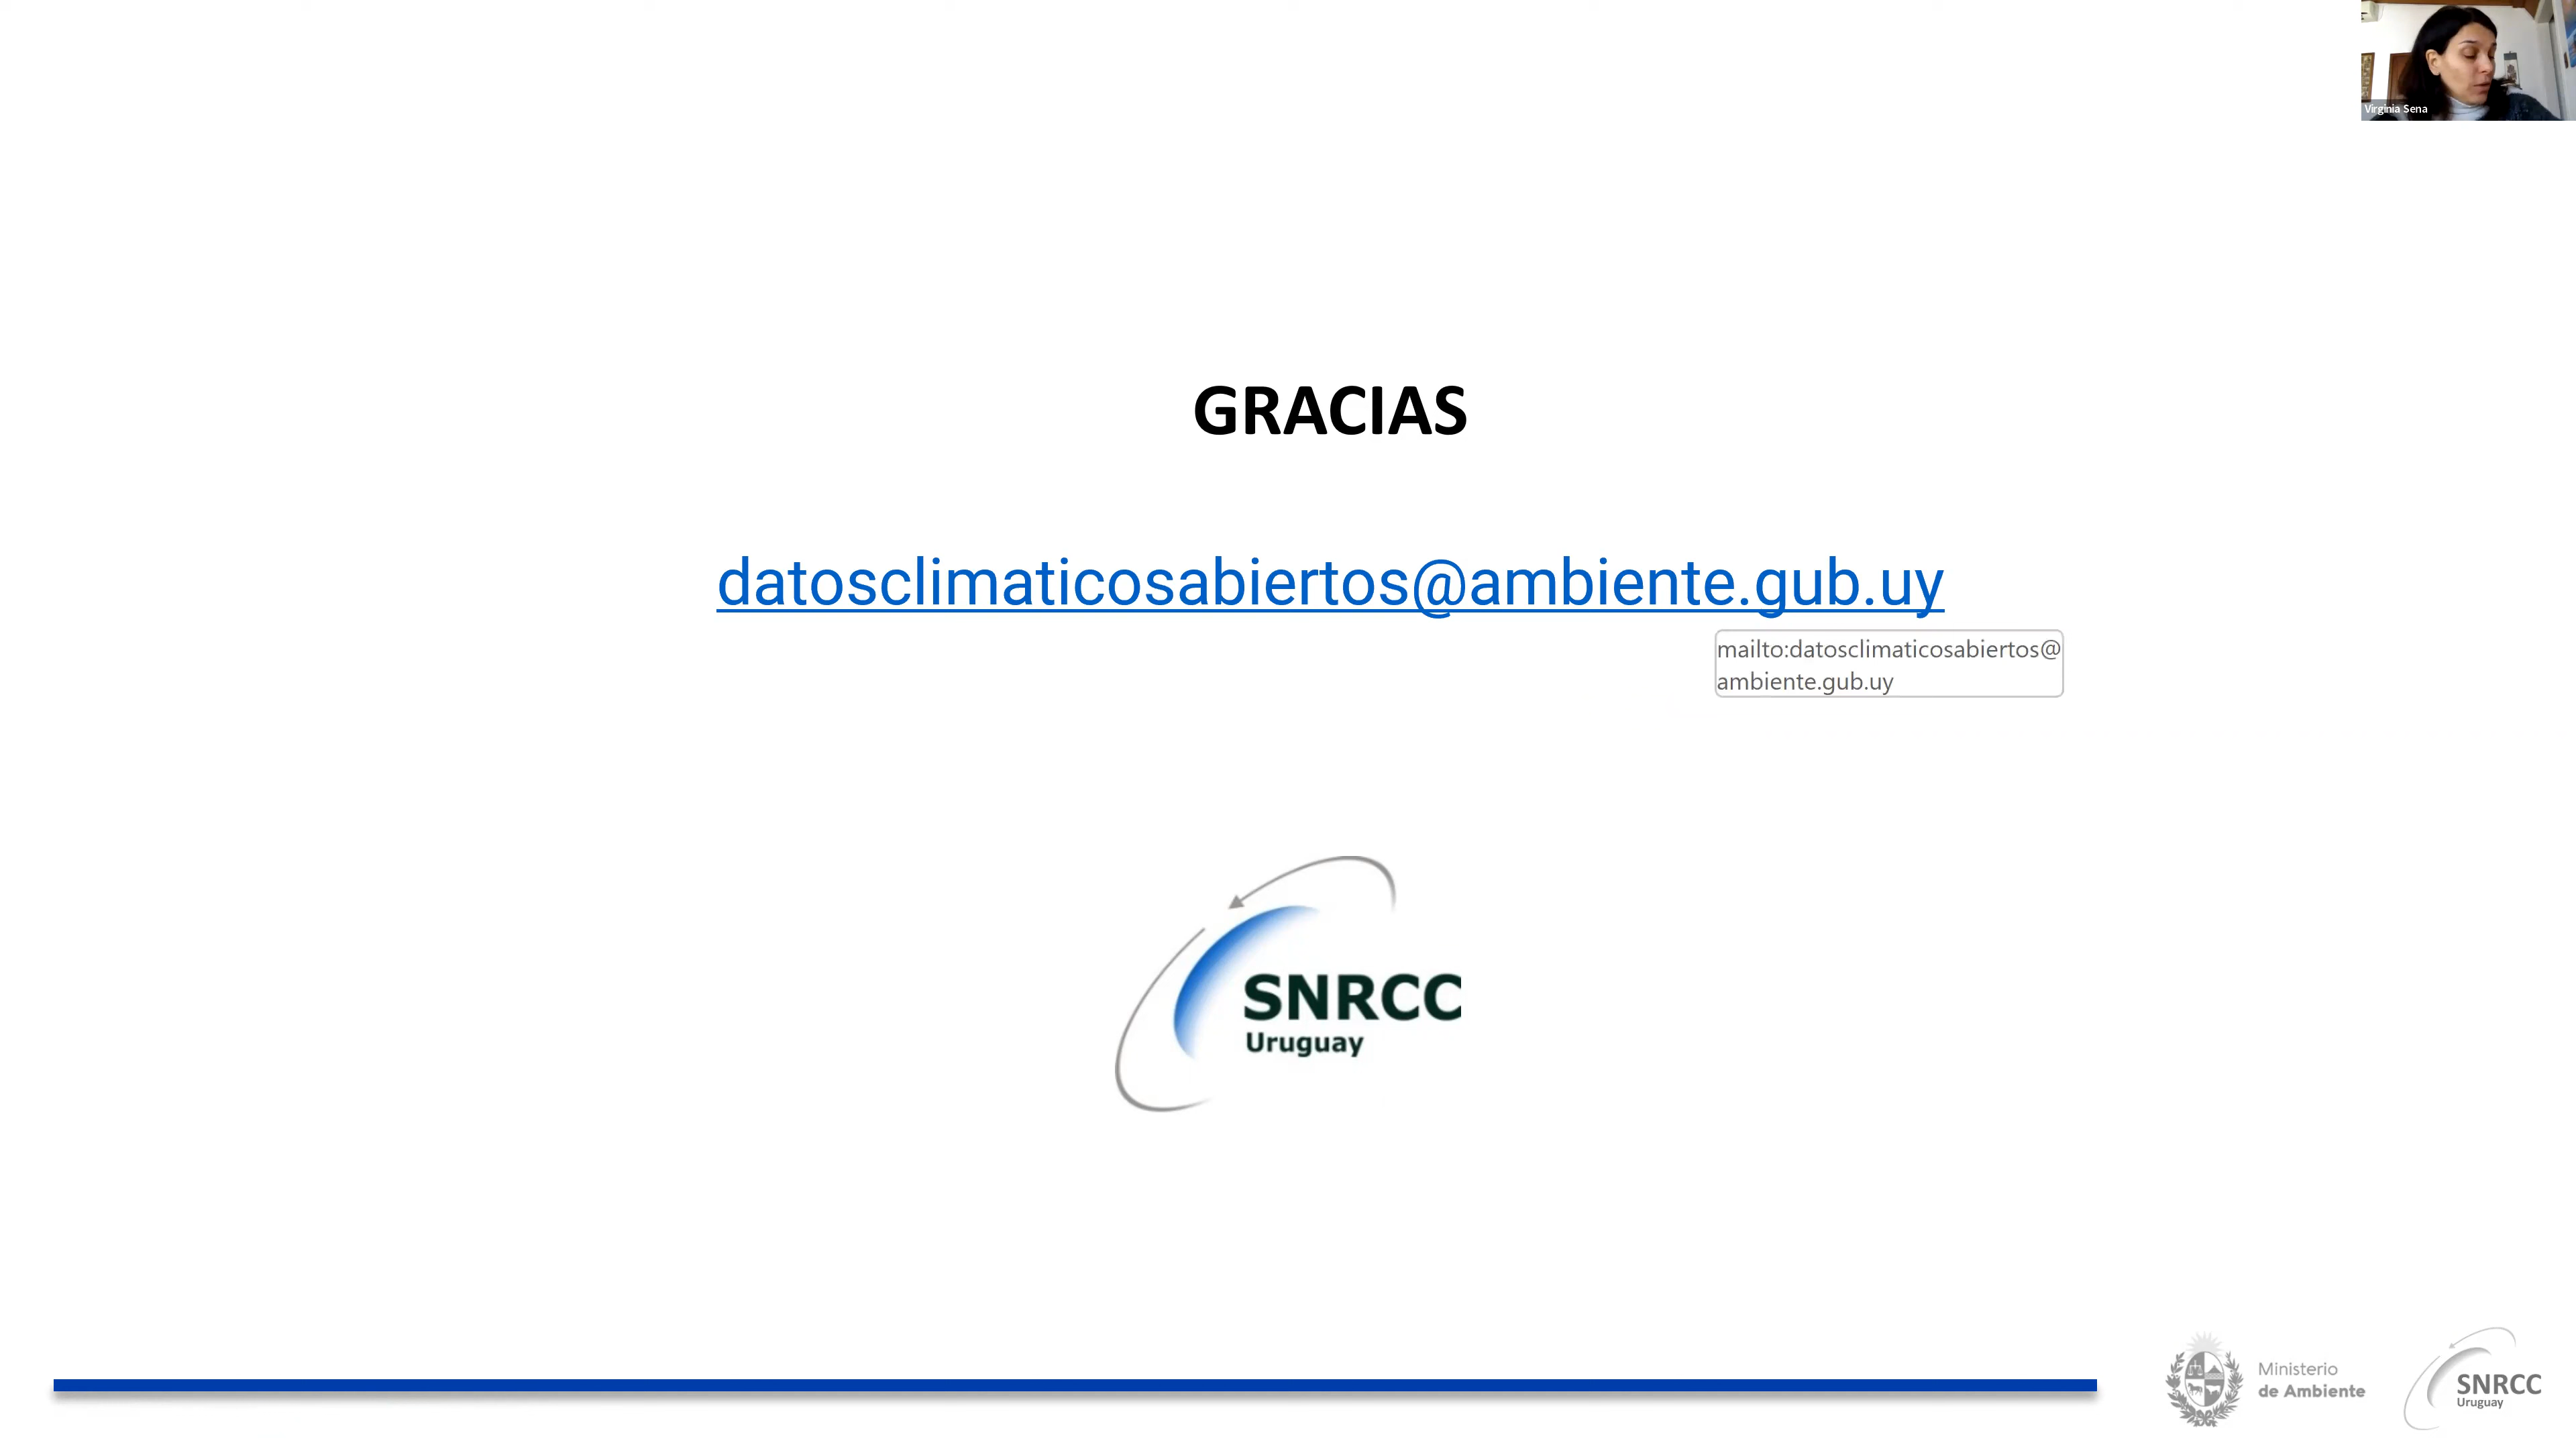 Virginia Sena
GRACIAS
datosclimaticosabiertos@ambiente.gub.uy
mailto:datosclimaticosabiertos@
ambiente.gub.uy
SNRCC
Uruguay
Ministerio
de Ambiente
SNRCC
Uruguay